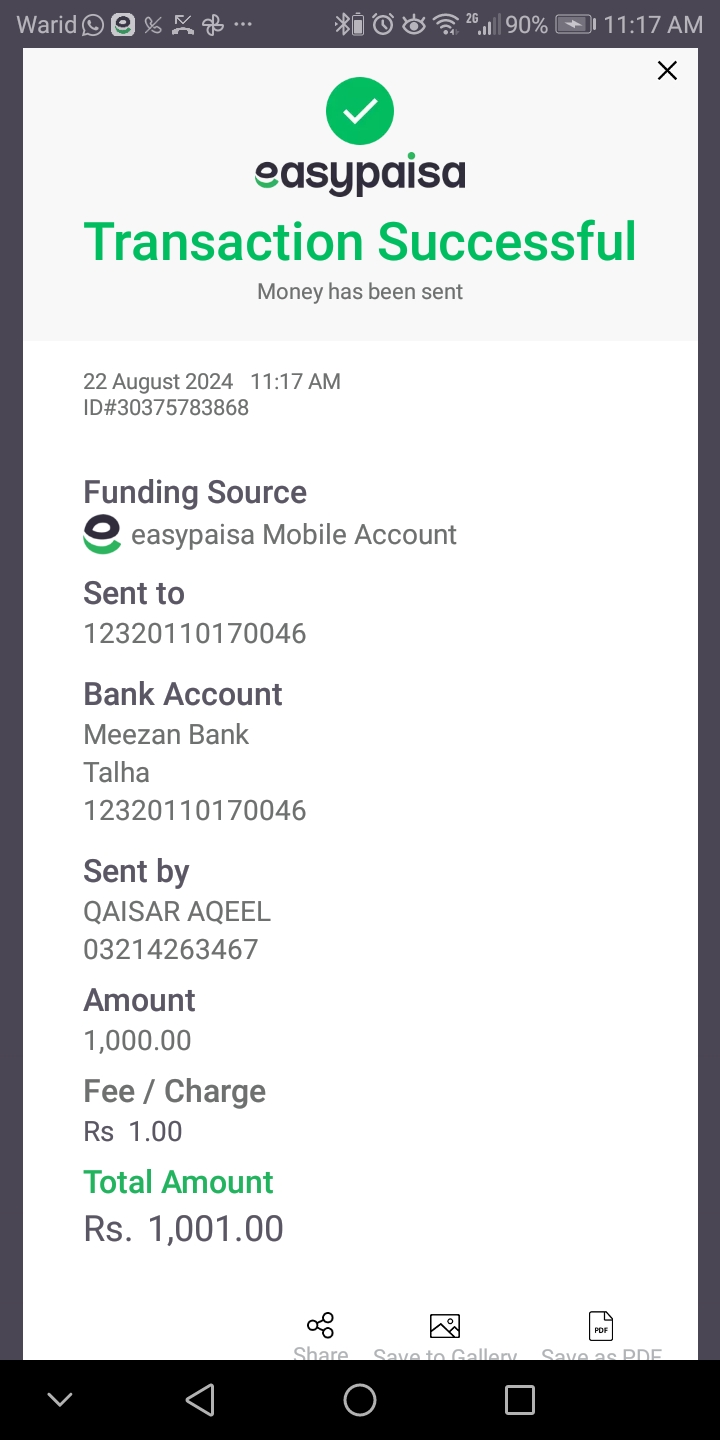 Warid 2G 90% 11:17 AM
easypaisa
Transaction Successful
Money has been sent
22 August 2024 11:17 AM
ID#30375783868
Funding Source
easypaisa Mobile Account
Sent to
12320110170046
Bank Account
Meezan Bank
Talha
12320110170046
Sent by
QAISAR AQEEL
03214263467
Amount
1,000.00
Fee / Charge
Rs 1.00
Total Amount
Rs. 1,001.00
PDF
Share Save to Gallery Save as PDF